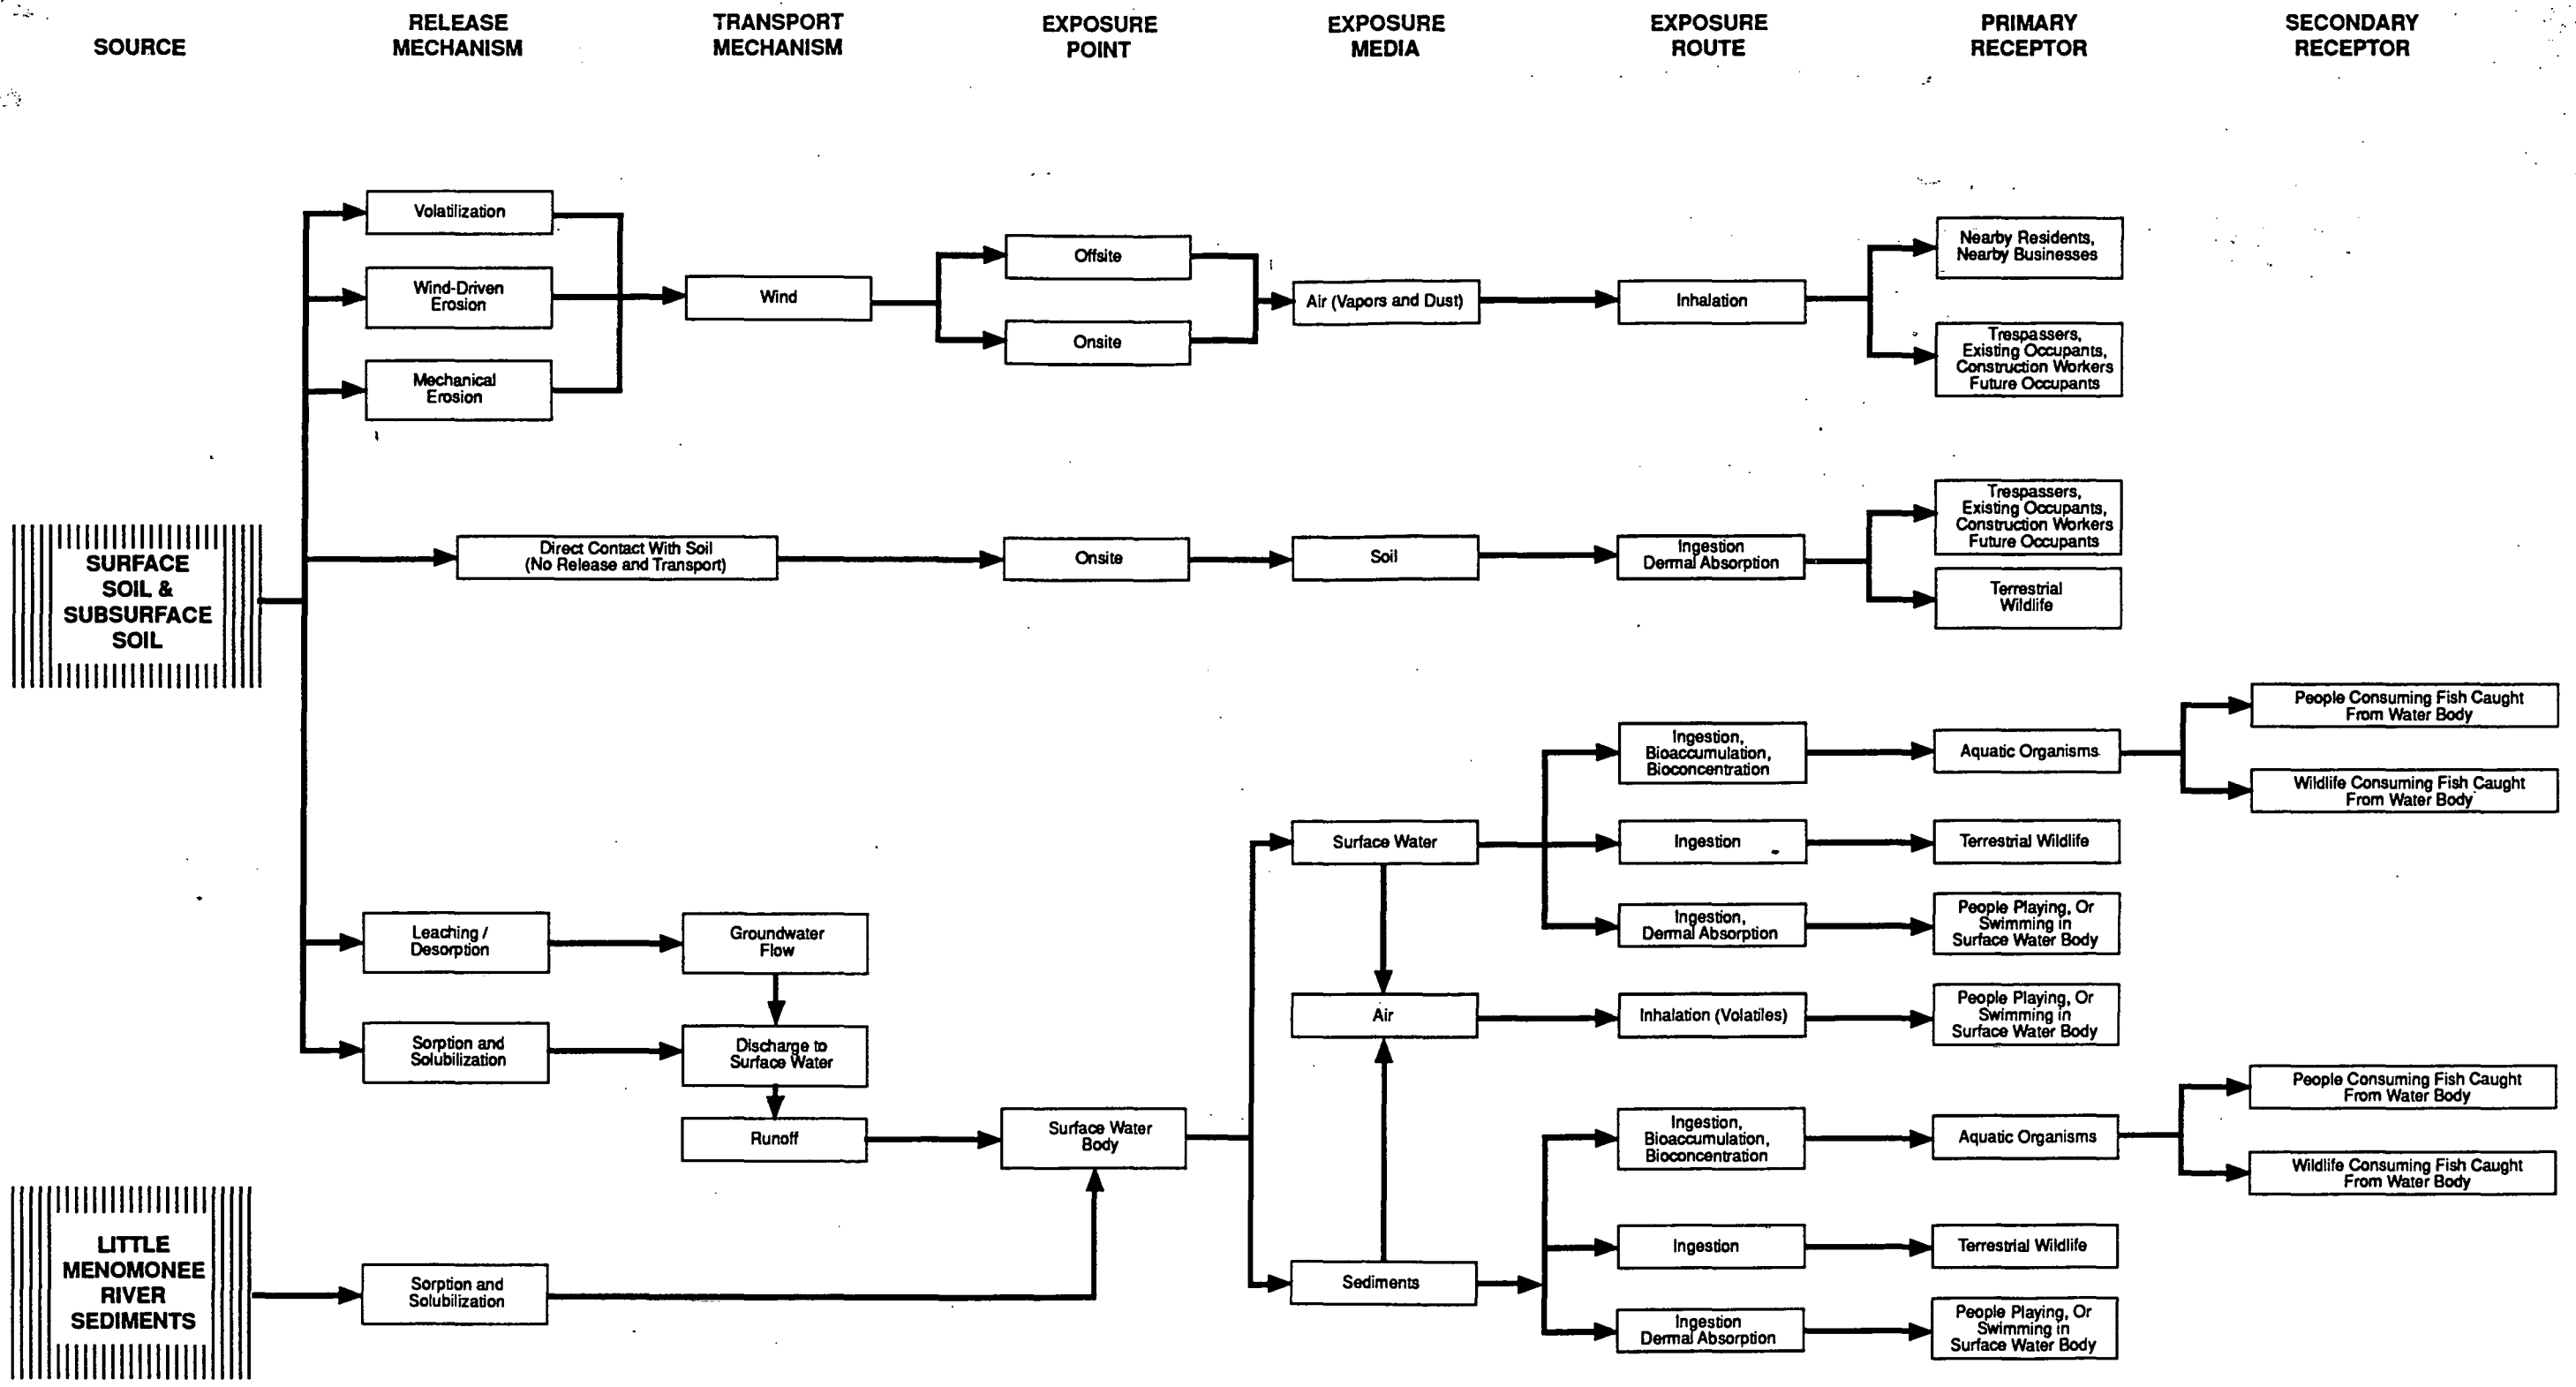 SOURCE
RELEASE
MECHANISM
TRANSPORT
MECHANISM
EXPOSURE
POINT
EXPOSURE
MEDIA
EXPOSURE
ROUTE
PRIMARY
RECEPTOR
SECONDARY
RECEPTOR
Volatilization
Wind-Driven
Erosion
Mechanical
Erosion
Wind
Offsite
Onsite
Air (Vapors and Dust)
Inhalation
Nearby Residents,
Nearby Businesses
Trespassers,
Existing Occupants,
Construction Workers
Future Occupants
SURFACE
SOIL &
SUBSURFACE
SOIL
Direct Contact With Soil
(No Release and Transport)
Onsite
Soil
Ingestion
Dermal Absorption
Trespassers,
Existing Occupants,
Construction Workers
Future Occupants
Terrestrial
Wildlife
Leaching /
Desorption
Groundwater
Flow
Sorption and
Solubilization
Discharge to
Surface Water
Runoff
Surface Water
Body
Surface Water
Ingestion,
Bioaccumulation,
Bioconcentration
Aquatic Organisms
People Consuming Fish Caught
From Water Body
Wildlife Consuming Fish Caught
From Water Body
Ingestion
Terrestrial Wildlife
Ingestion,
Dermal Absorption
People Playing, Or
Swimming in
Surface Water Body
Air
Inhalation (Volatiles)
People Playing, Or
Swimming in
Surface Water Body
LITTLE
MENOMONEE
RIVER
SEDIMENTS
Sorption and
Solubilization
Sediments
Ingestion,
Bioaccumulation,
Bioconcentration
Aquatic Organisms
People Consuming Fish Caught
From Water Body
Wildlife Consuming Fish Caught
From Water Body
Ingestion
Terrestrial Wildlife
Ingestion
Dermal Absorption
People Playing, Or
Swimming in
Surface Water Body